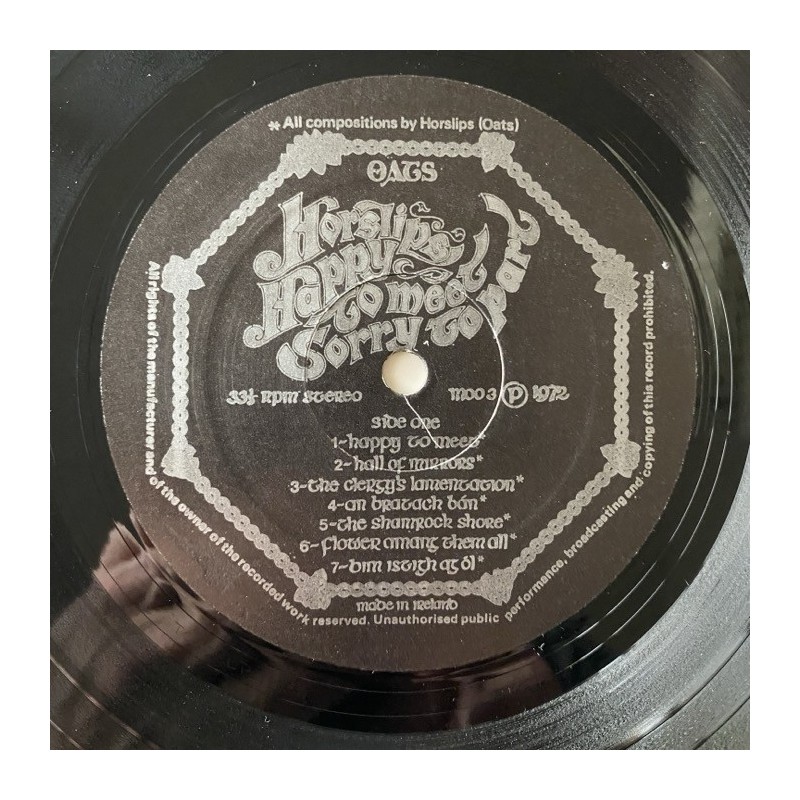 * All compositions by Horslips (Oats)
OATS
Horslips
Happy
to meet
Sorry to part
33⅓ RPM STEREO
MOO 3 Ⓟ 1972
side one
1-happy to meet*
2-hall of mirrors*
3-the clergy's lamentation*
4-an bratach bán*
5-the shamrock shore*
6-flower amang them all*
7-bím istigh ag ól*
made in Ireland
All rights of the manufacturer and of the owner of the recorded work reserved. Unauthorised public performance, broadcasting and copying of this record prohibited.